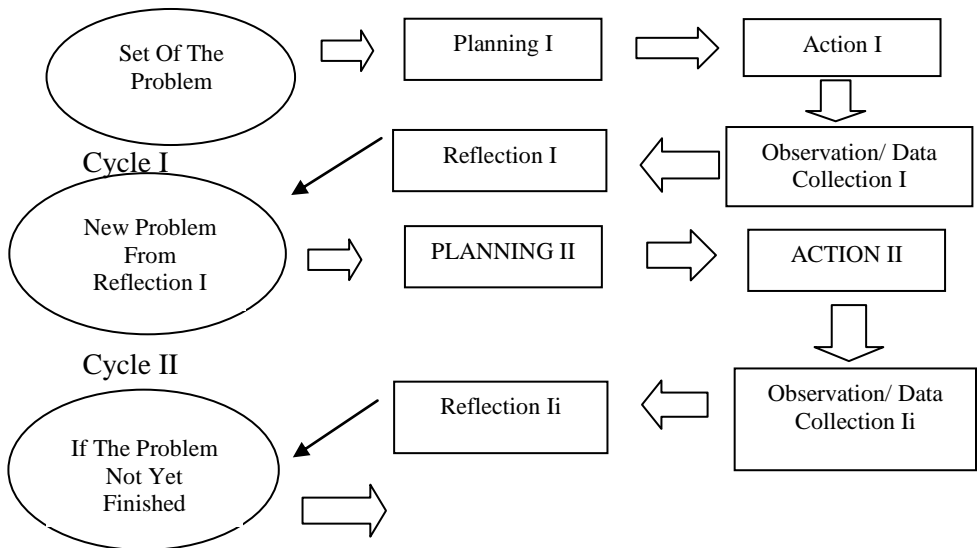 Set Of The
Problem
Planning I
Action I
Observation/ Data
Collection I
Reflection I
Cycle I
New Problem
From
Reflection I
PLANNING II
ACTION II
Observation/ Data
Collection Ii
Reflection Ii
Cycle II
If The Problem
Not Yet
Finished